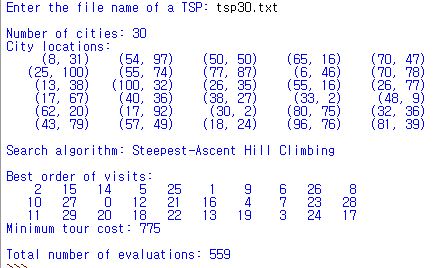 Enter the file name of a TSP: tsp30.txt
Number of cities: 30
City locations:
(8, 31) (54, 97) (50, 50) (65, 16) (70, 47)
(25, 100) (55, 74) (77, 87) (6, 46) (70, 78)
(13, 38) (100, 32) (26, 35) (55, 16) (26, 77)
(17, 67) (40, 36) (38, 27) (33, 2) (48, 9)
(62, 20) (17, 92) (30, 2) (80, 75) (32, 36)
(43, 79) (57, 49) (18, 24) (96, 76) (81, 39)
Search algorithm: Steepest-Ascent Hill Climbing
Best order of visits:
2 15 14 5 25 1 9 6 26 8
10 27 0 12 21 16 4 7 23 28
11 29 20 18 22 13 19 3 24 17
Minimum tour cost: 775
Total number of evaluations: 559
>>>